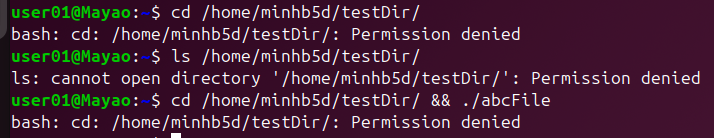 user01@Mayao:~$ cd /home/minhb5d/testDir/
bash: cd: /home/minhb5d/testDir/: Permission denied
user01@Mayao:~$ ls /home/minhb5d/testDir/
ls: cannot open directory '/home/minhb5d/testDir/': Permission denied
user01@Mayao:~$ cd /home/minhb5d/testDir/ && ./abcFile
bash: cd: /home/minhb5d/testDir/: Permission denied